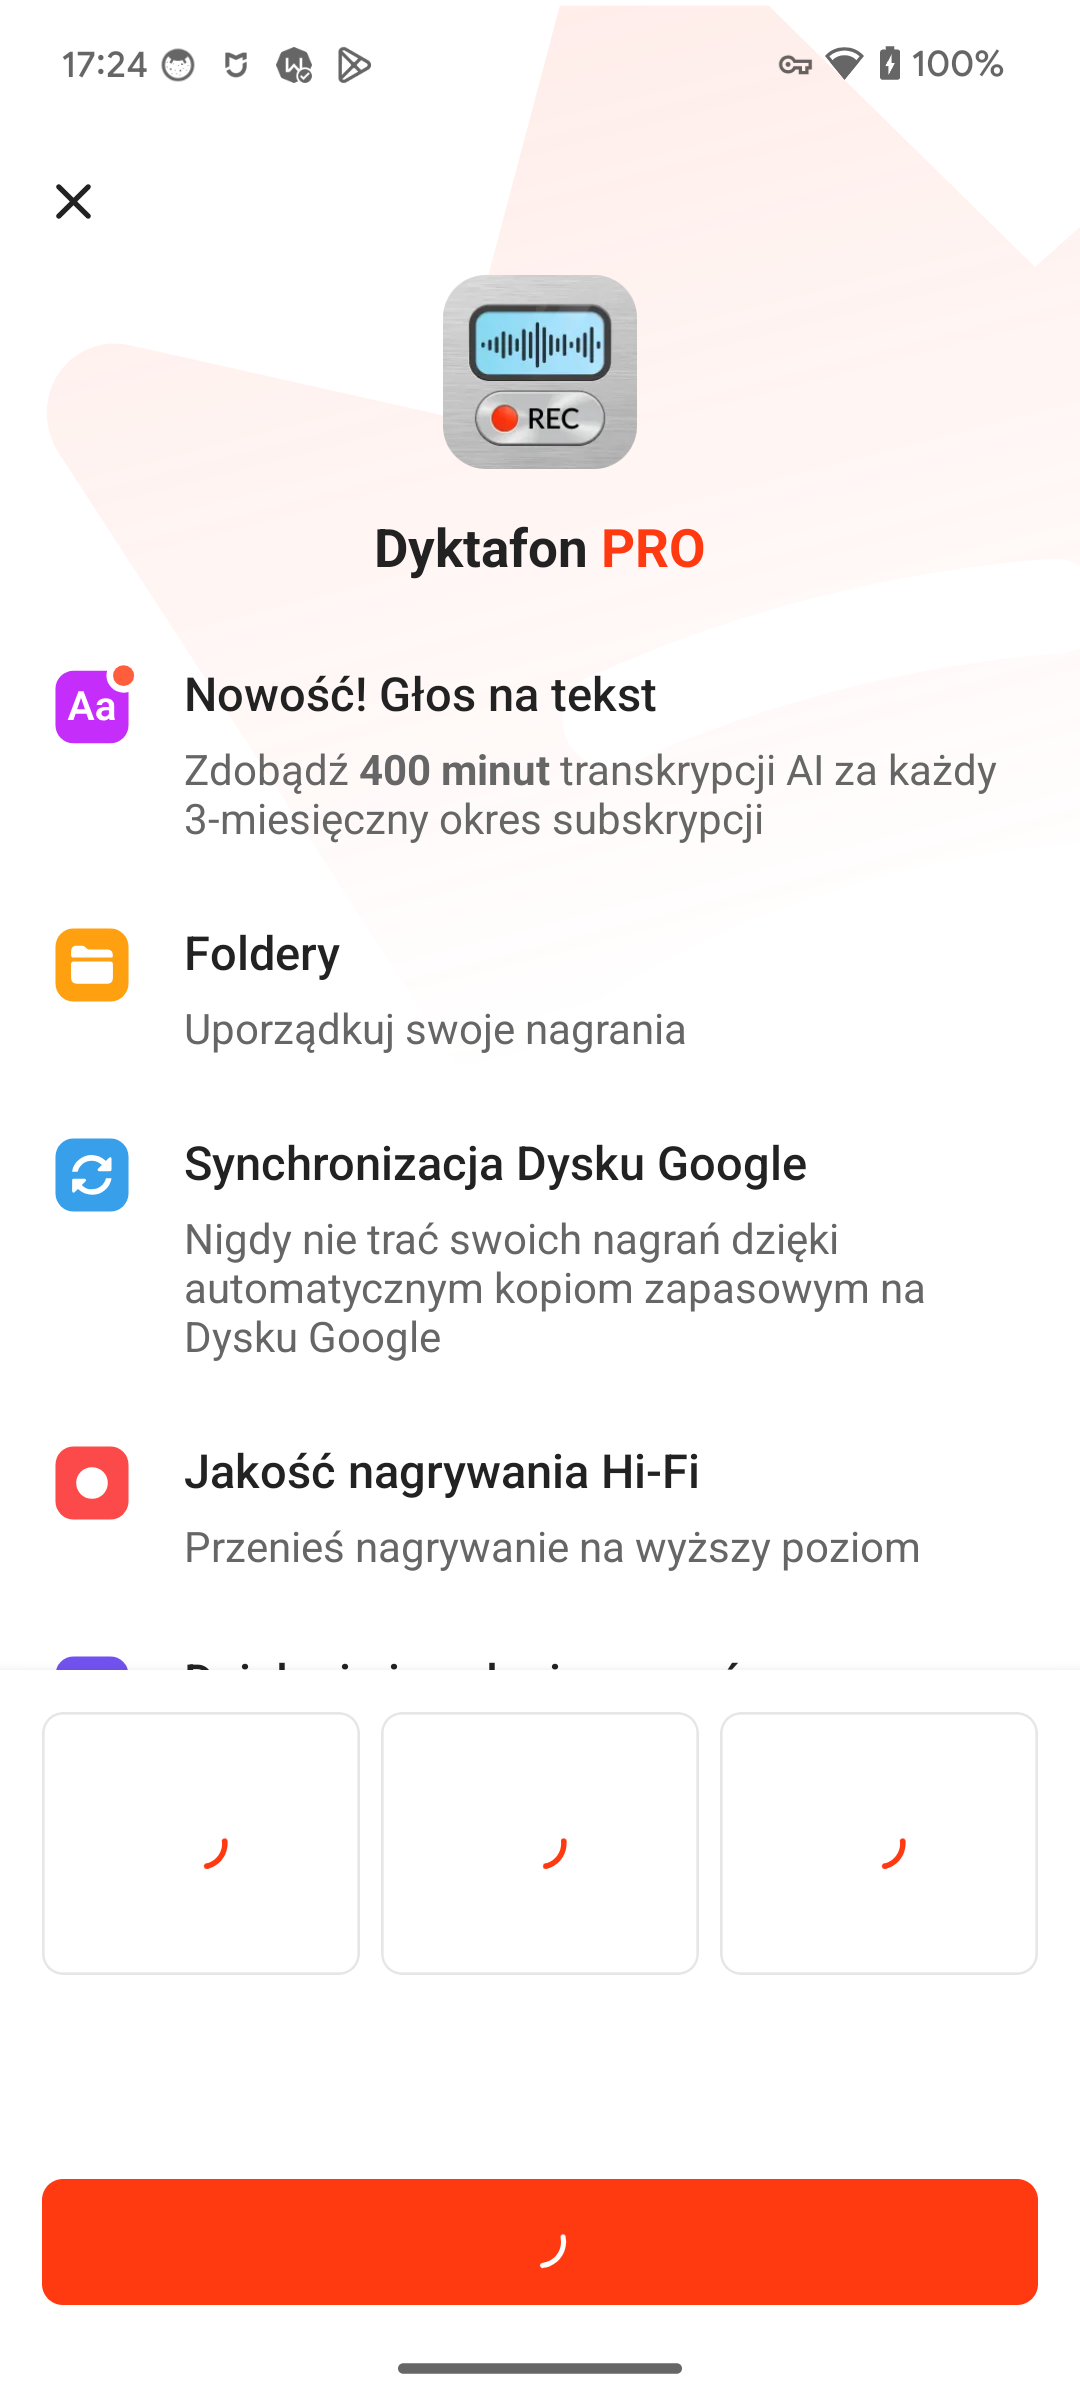 17:24
100%
REC
Dyktafon PRO
Aa
Nowość! Głos na tekst
Zdobądź 400 minut transkrypcji AI za każdy
3-miesięczny okres subskrypcji
Foldery
Uporządkuj swoje nagrania
Synchronizacja Dysku Google
Nigdy nie trać swoich nagrań dzięki
automatycznym kopiom zapasowym na
Dysku Google
Jakość nagrywania Hi-Fi
Przenieś nagrywanie na wyższy poziom